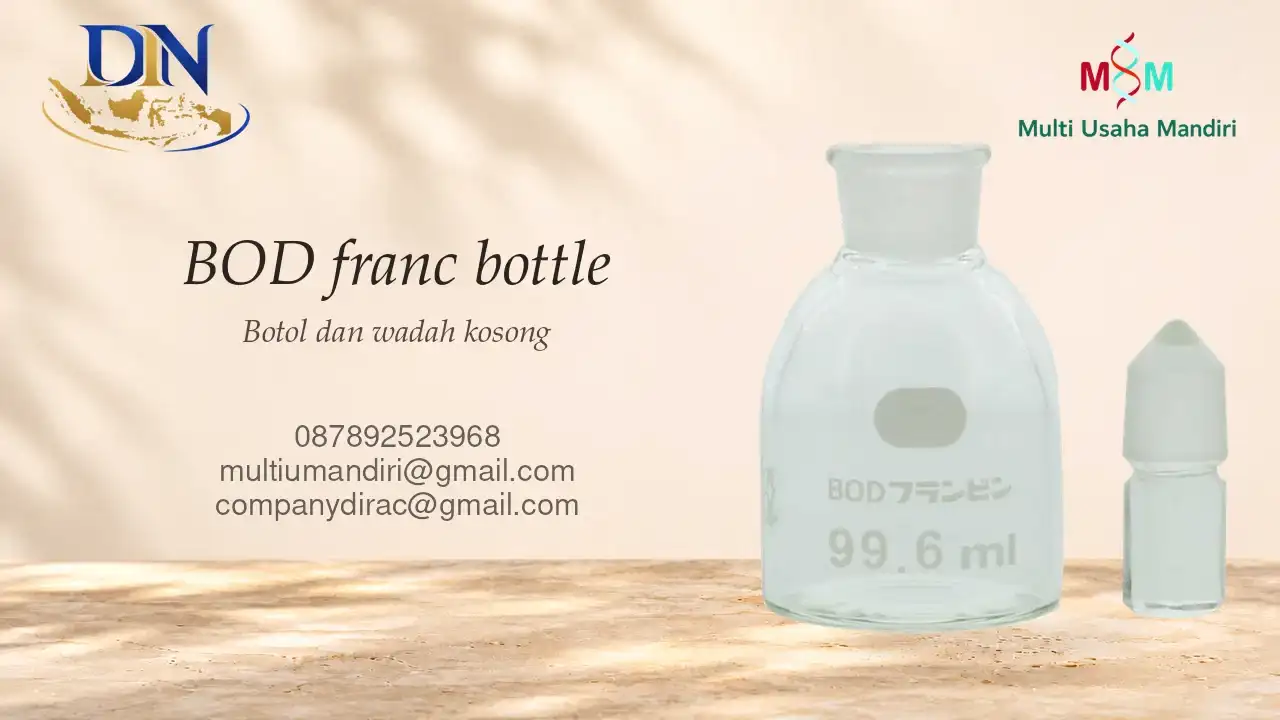 DN
MSM
Multi Usaha Mandiri
BOD franc bottle
Botol dan wadah kosong
087892523968
multiumandiri@gmail.com
companydirac@gmail.com
BODフランビン
99.6 ml